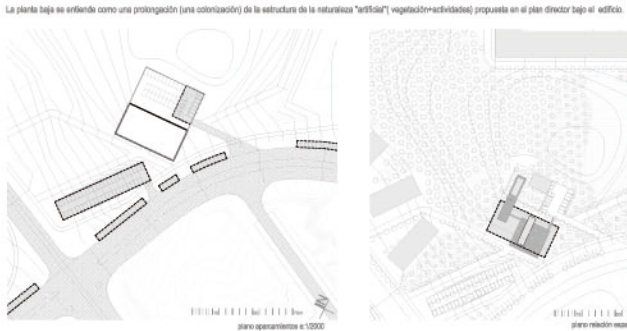 La planta baja se entiende como una prolongación (una colonización) de la estructura de la naturaleza "artificial"( vegetación+actividades) propuesta en el plan director bajo el edificio.
plano aparcamientos e:1/2000
plano relación espa